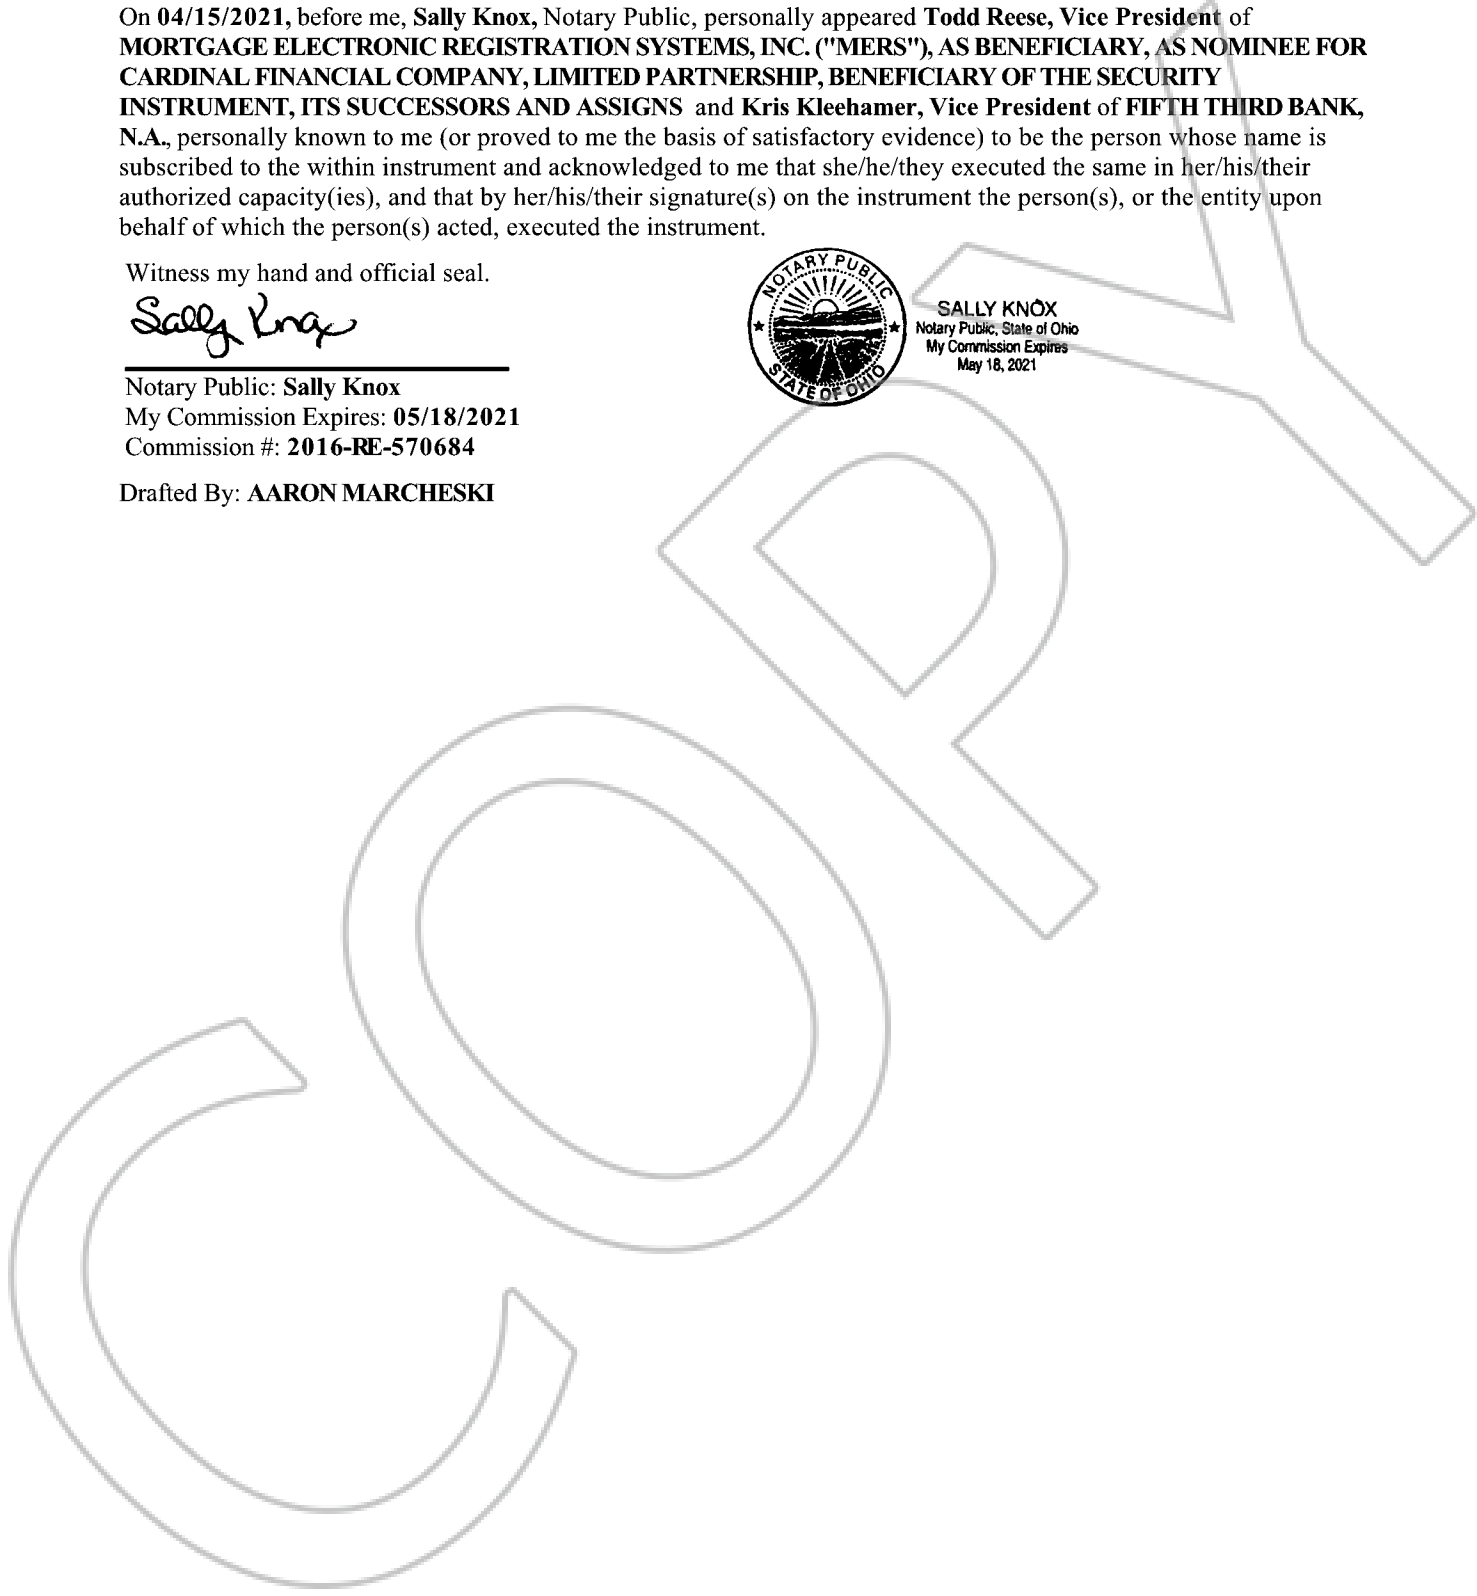 On 04/15/2021, before me, Sally Knox, Notary Public, personally appeared Todd Reese, Vice President of
MORTGAGE ELECTRONIC REGISTRATION SYSTEMS, INC. ("MERS"), AS BENEFICIARY, AS NOMINEE FOR
CARDINAL FINANCIAL COMPANY, LIMITED PARTNERSHIP, BENEFICIARY OF THE SECURITY
INSTRUMENT, ITS SUCCESSORS AND ASSIGNS and Kris Kleehamer, Vice President of FIFTH THIRD BANK,
N.A., personally known to me (or proved to me the basis of satisfactory evidence) to be the person whose name is
subscribed to the within instrument and acknowledged to me that she/he/they executed the same in her/his/their
authorized capacity(ies), and that by her/his/their signature(s) on the instrument the person(s), or the entity upon
behalf of which the person(s) acted, executed the instrument.
Witness my hand and official seal.
Sally Knox
NOTARY PUBLIC
STATE OF OHIO
SALLY KNOX
Notary Public, State of Ohio
My Commission Expires
May 18, 2021
Notary Public: Sally Knox
My Commission Expires: 05/18/2021
Commission #: 2016-RE-570684
Drafted By: AARON MARCHESKI
COPY